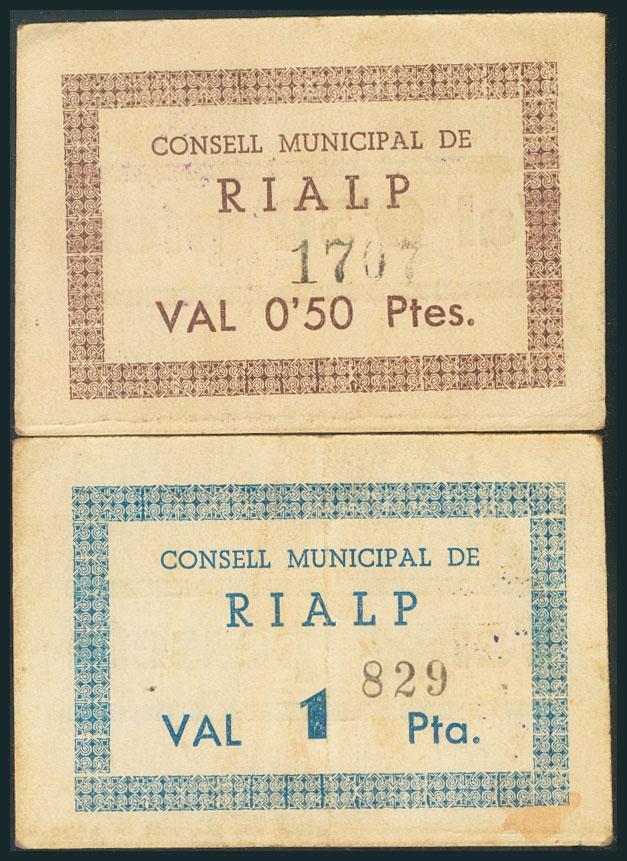 CONSELL MUNICIPAL DE
RIALP
1707
VAL 0'50 Ptes.
CONSELL MUNICIPAL DE
RIALP
829
VAL 1 Pta.